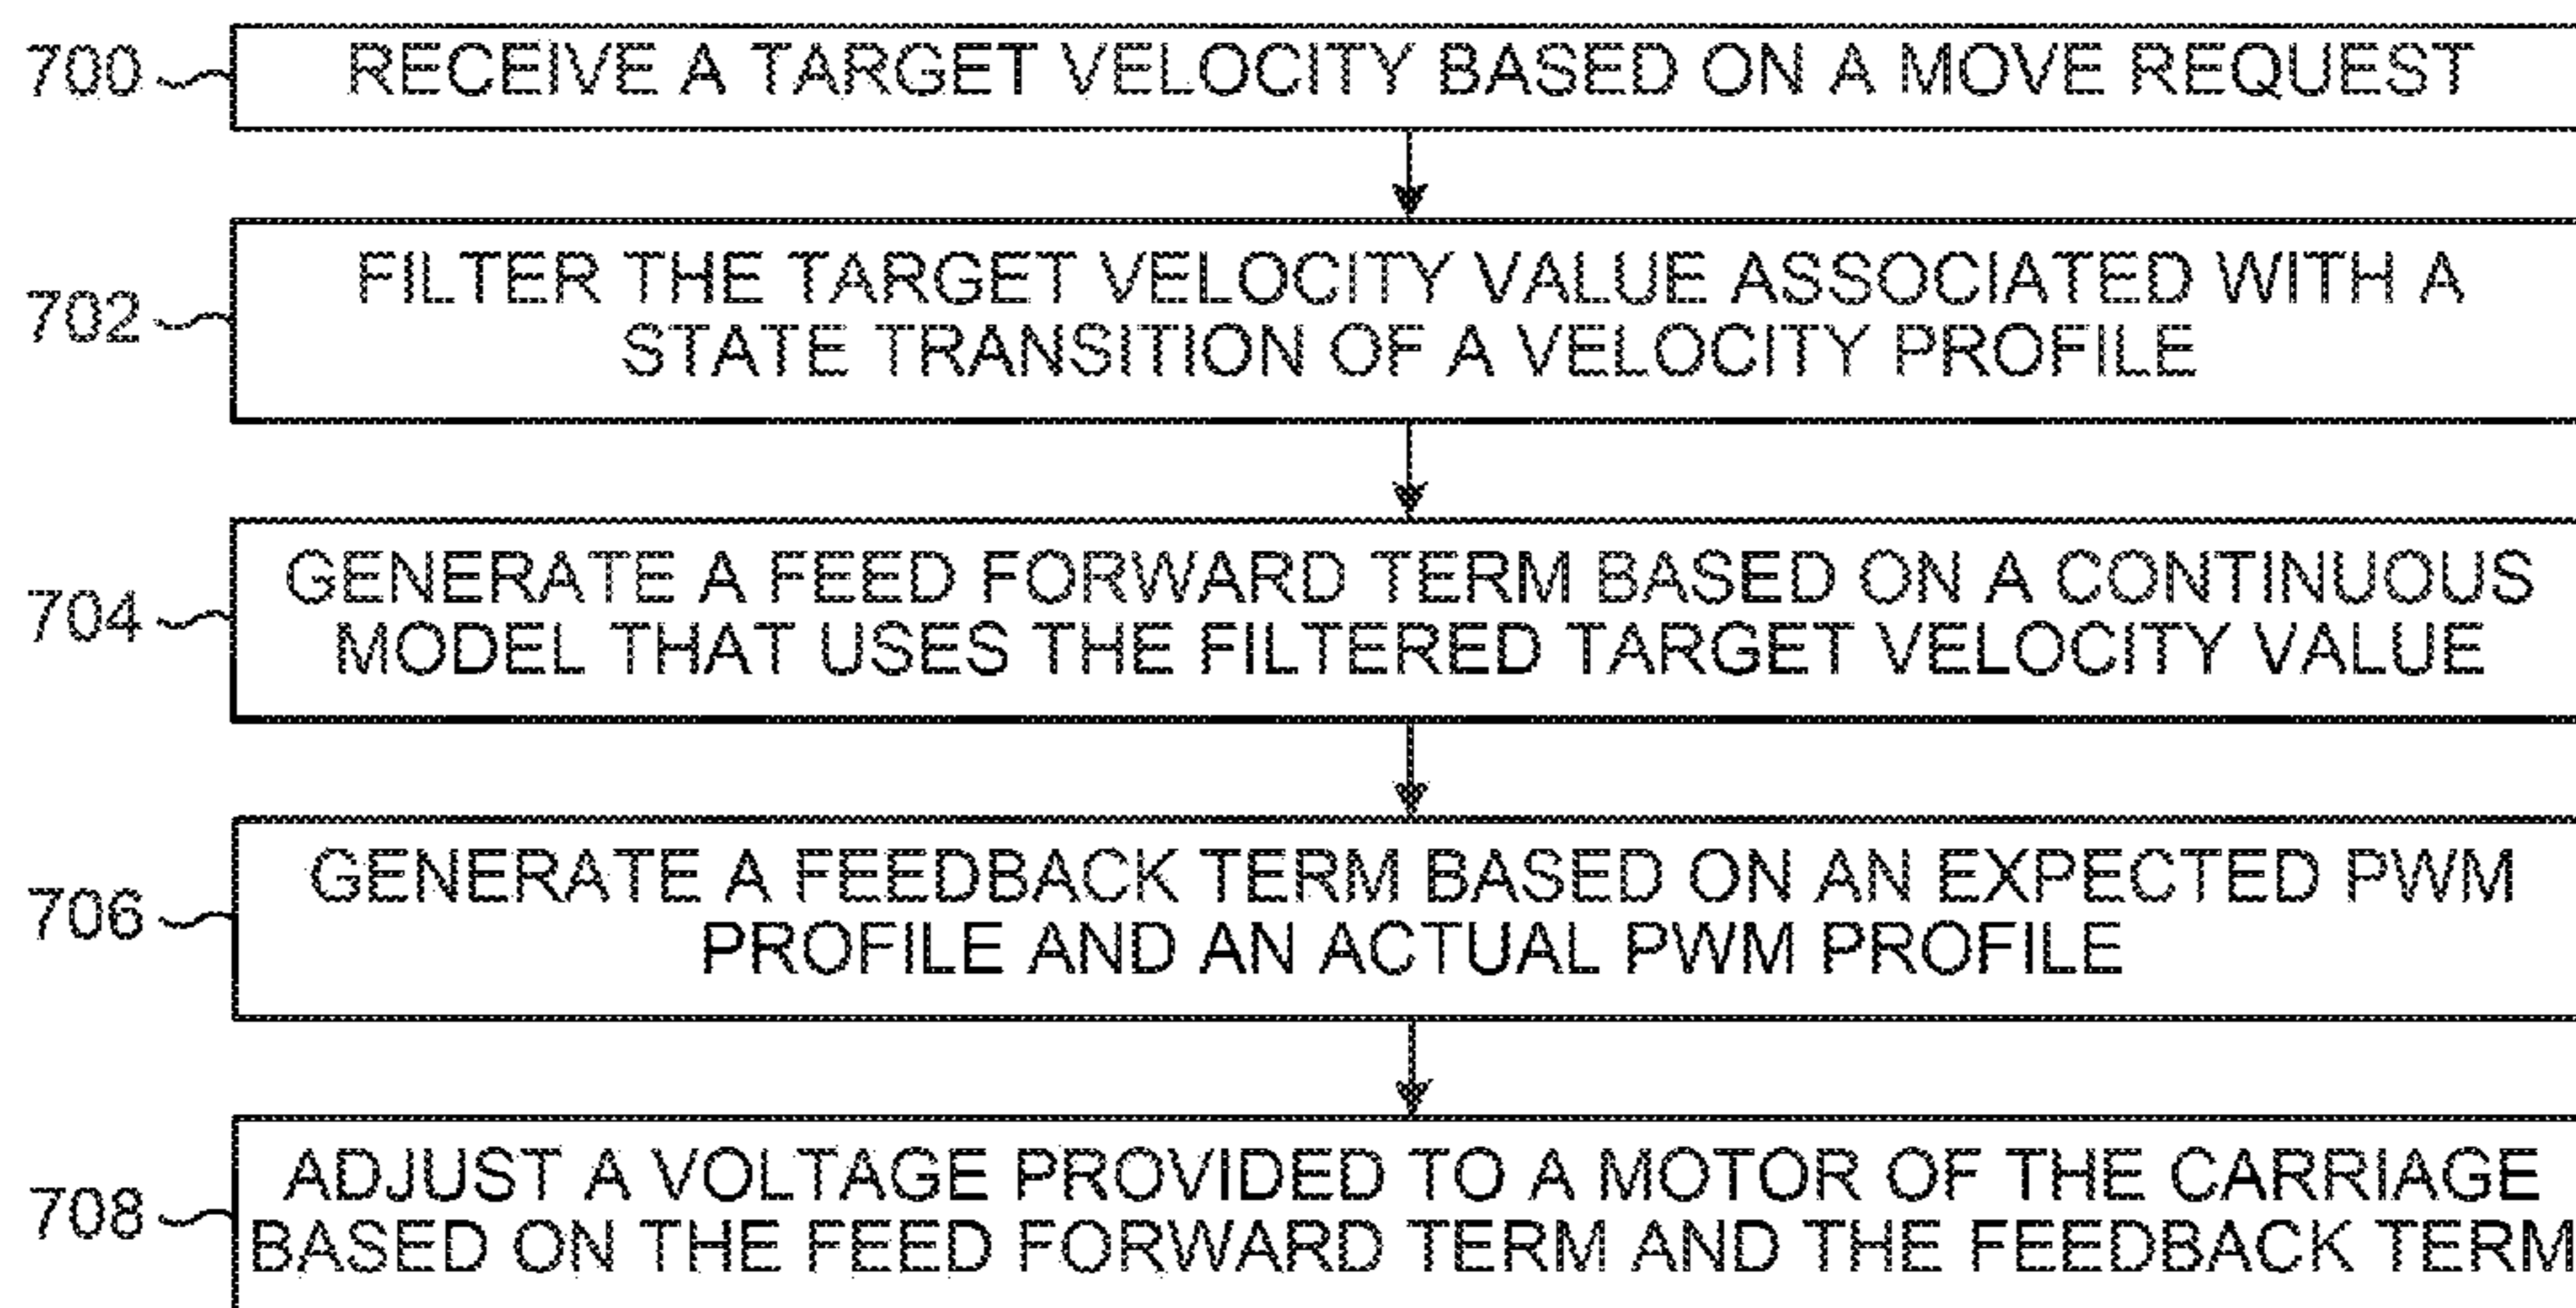 700 RECEIVE A TARGET VELOCITY BASED ON A MOVE REQUEST
702 FILTER THE TARGET VELOCITY VALUE ASSOCIATED WITH A
STATE TRANSITION OF A VELOCITY PROFILE
704 GENERATE A FEED FORWARD TERM BASED ON A CONTINUOUS
MODEL THAT USES THE FILTERED TARGET VELOCITY VALUE
706 GENERATE A FEEDBACK TERM BASED ON AN EXPECTED PWM
PROFILE AND AN ACTUAL PWM PROFILE
708 ADJUST A VOLTAGE PROVIDED TO A MOTOR OF THE CARRIAGE
BASED ON THE FEED FORWARD TERM AND THE FEEDBACK TERM